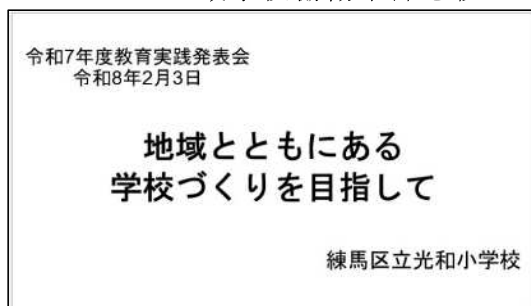 令和7年度教育実践発表会
令和8年2月3日
地域とともにある
学校づくりを目指して
練馬区立光和小学校